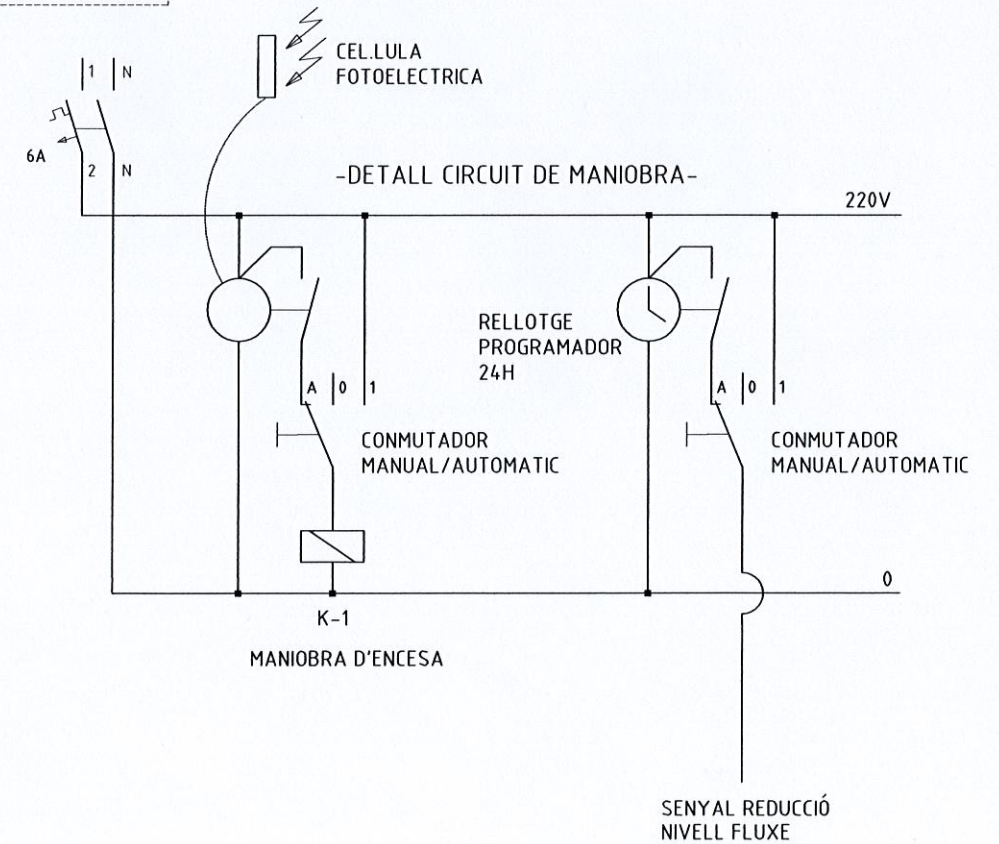 CEL.LULA
FOTOELECTRICA
1 N
6A
2 N
-DETALL CIRCUIT DE MANIOBRA-
220V
RELLOTGE
PROGRAMADOR
24H
A 0 1
CONMUTADOR
MANUAL/AUTOMATIC
A 0 1
CONMUTADOR
MANUAL/AUTOMATIC
0
K-1
MANIOBRA D'ENCESA
SENYAL REDUCCIÓ
NIVELL FLUXE